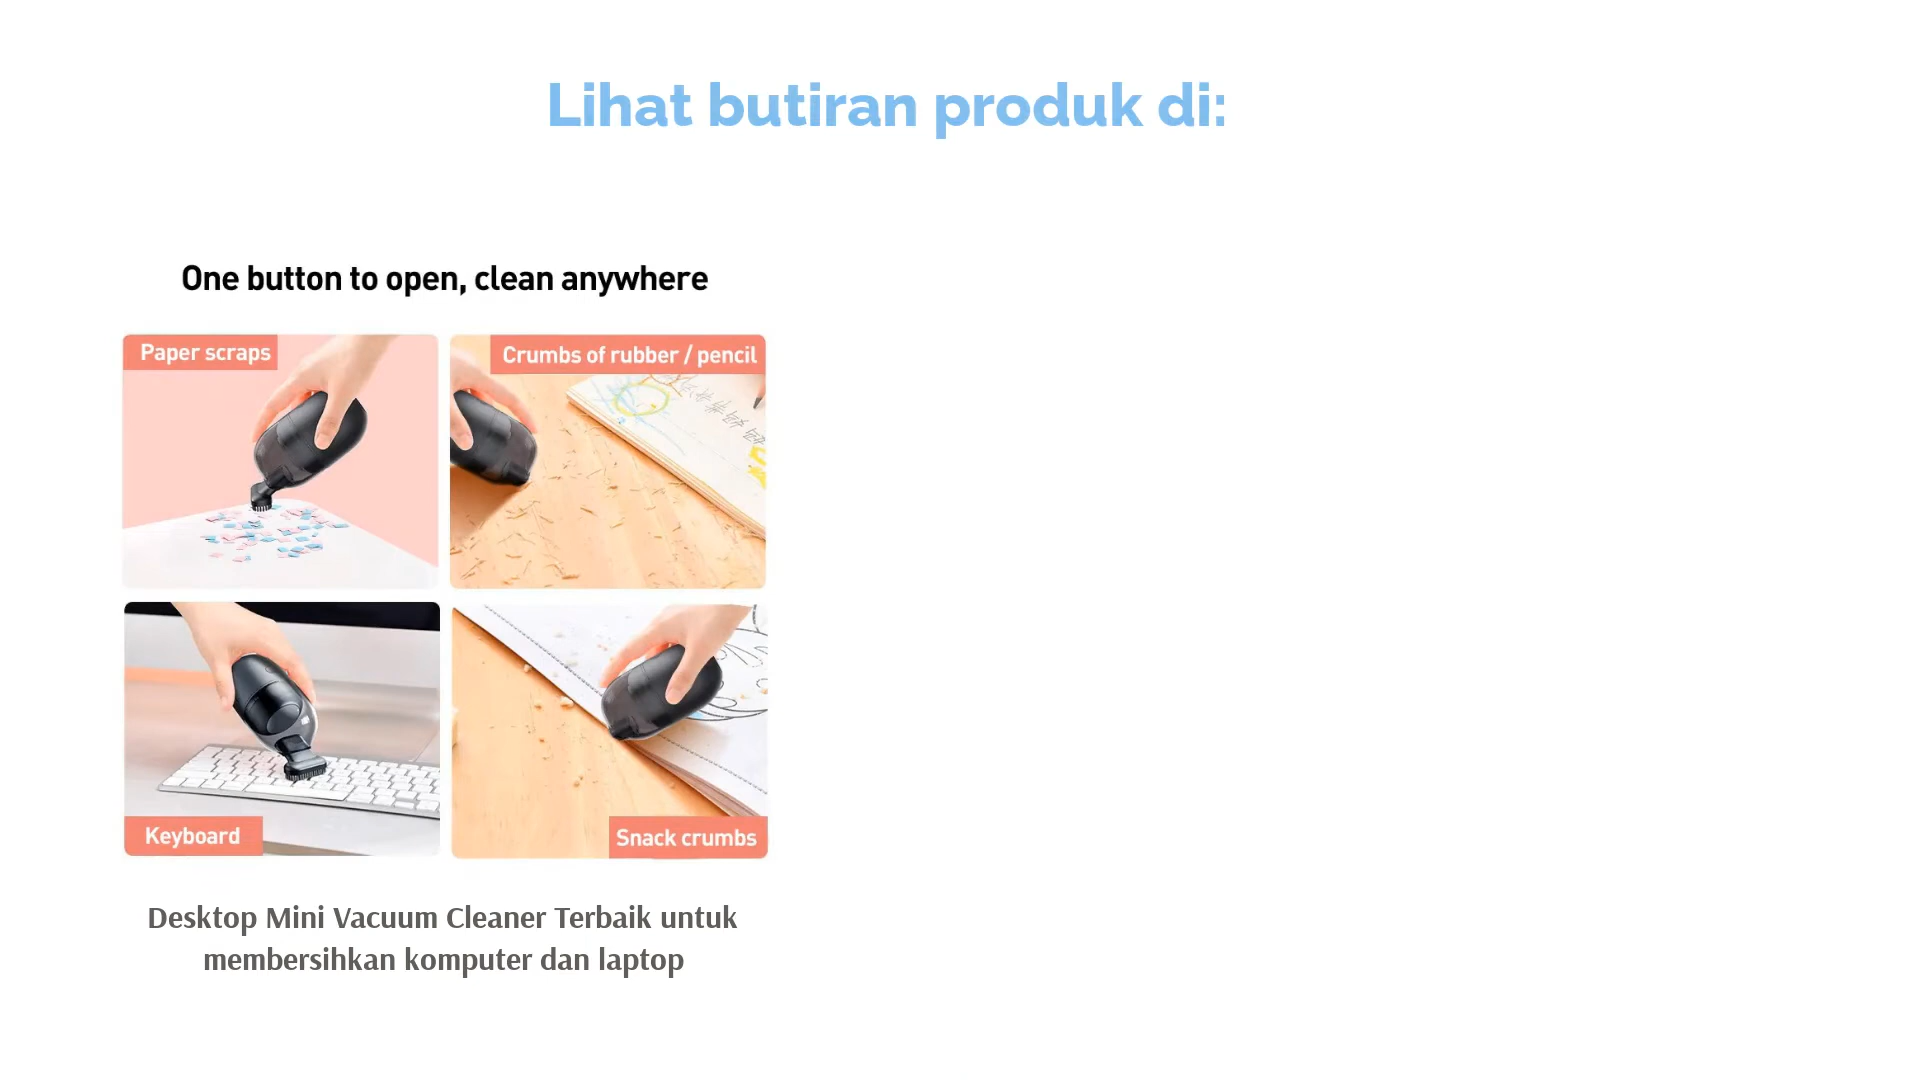 Lihat butiran produk di:
One button to open, clean anywhere
Paper scraps
Crumbs of rubber / pencil
Keyboard
Snack crumbs
Desktop Mini Vacuum Cleaner Terbaik untuk
membersihkan komputer dan laptop